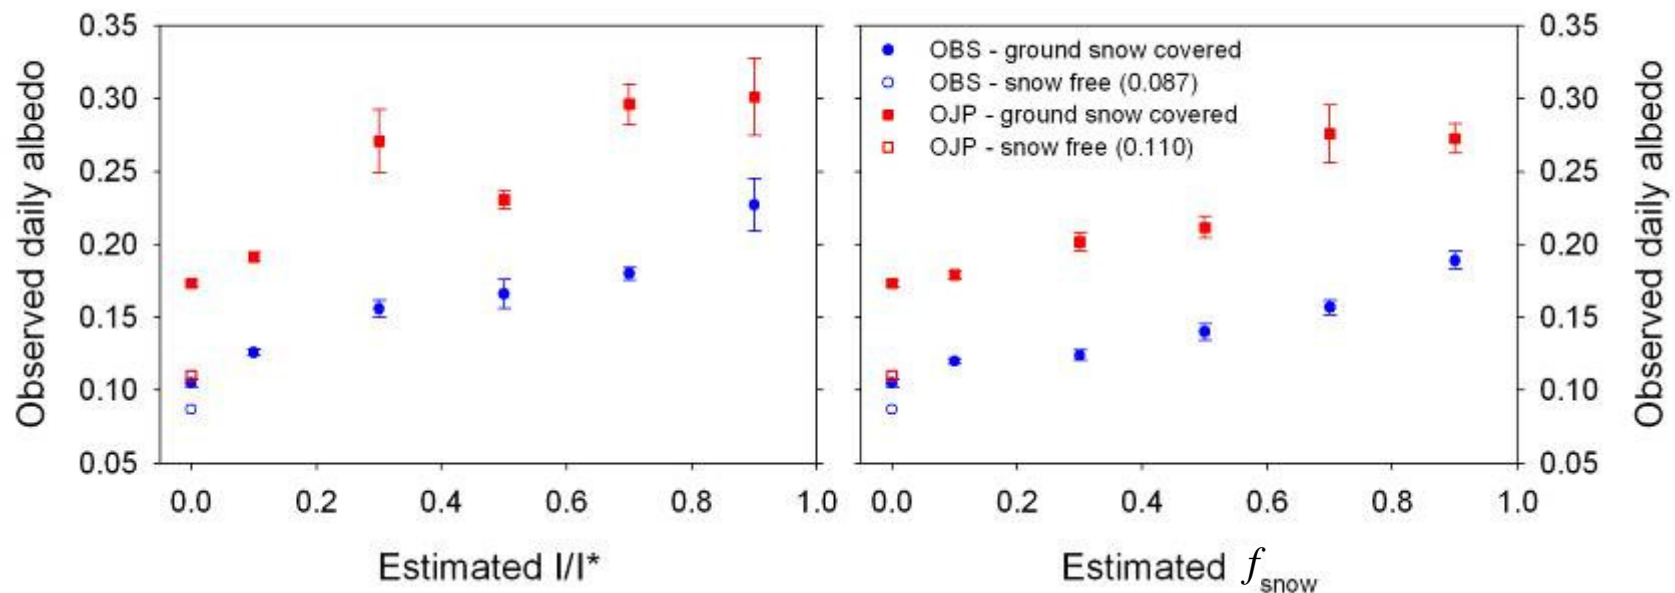 Observed daily albedo
0.35
0.30
0.25
0.20
0.15
0.10
0.05
0.0 0.2 0.4 0.6 0.8 1.0
Estimated I/I*
OBS - ground snow covered
OBS - snow free (0.087)
OJP - ground snow covered
OJP - snow free (0.110)
0.0 0.2 0.4 0.6 0.8 1.0
Estimated f snow
0.35
0.30
0.25
0.20
0.15
0.10
0.05
Observed daily albedo